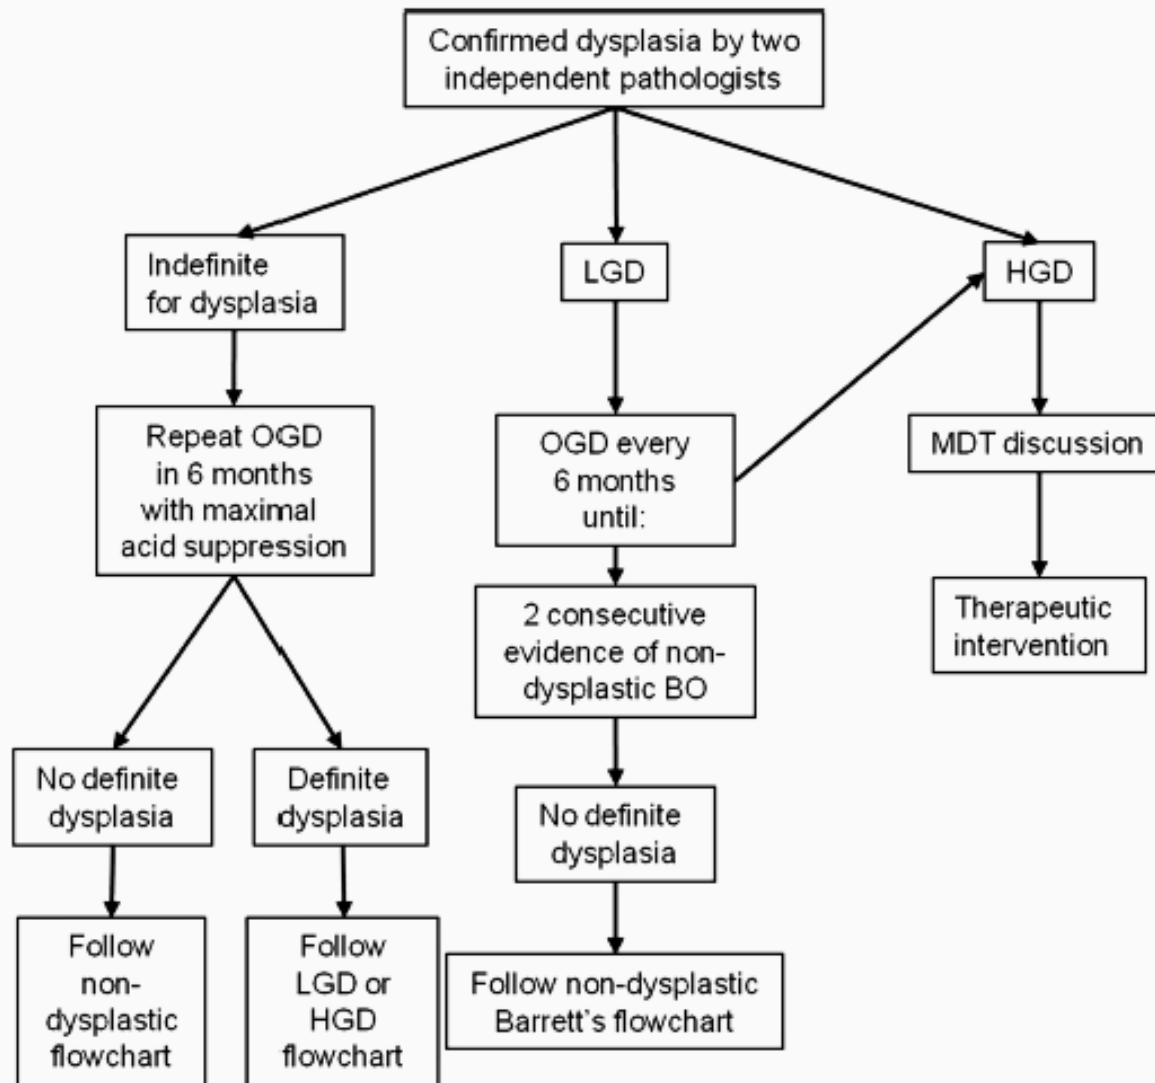 Confirmed dysplasia by two
independent pathologists
Indefinite
for dysplasia
LGD
HGD
Repeat OGD
in 6 months
with maximal
acid suppression
OGD every
6 months
until:
MDT discussion
2 consecutive
evidence of non-
dysplastic BO
Therapeutic
intervention
No definite
dysplasia
Definite
dysplasia
No definite
dysplasia
Follow
non-
dysplastic
flowchart
Follow
LGD or
HGD
flowchart
Follow non-dysplastic
Barrett's flowchart